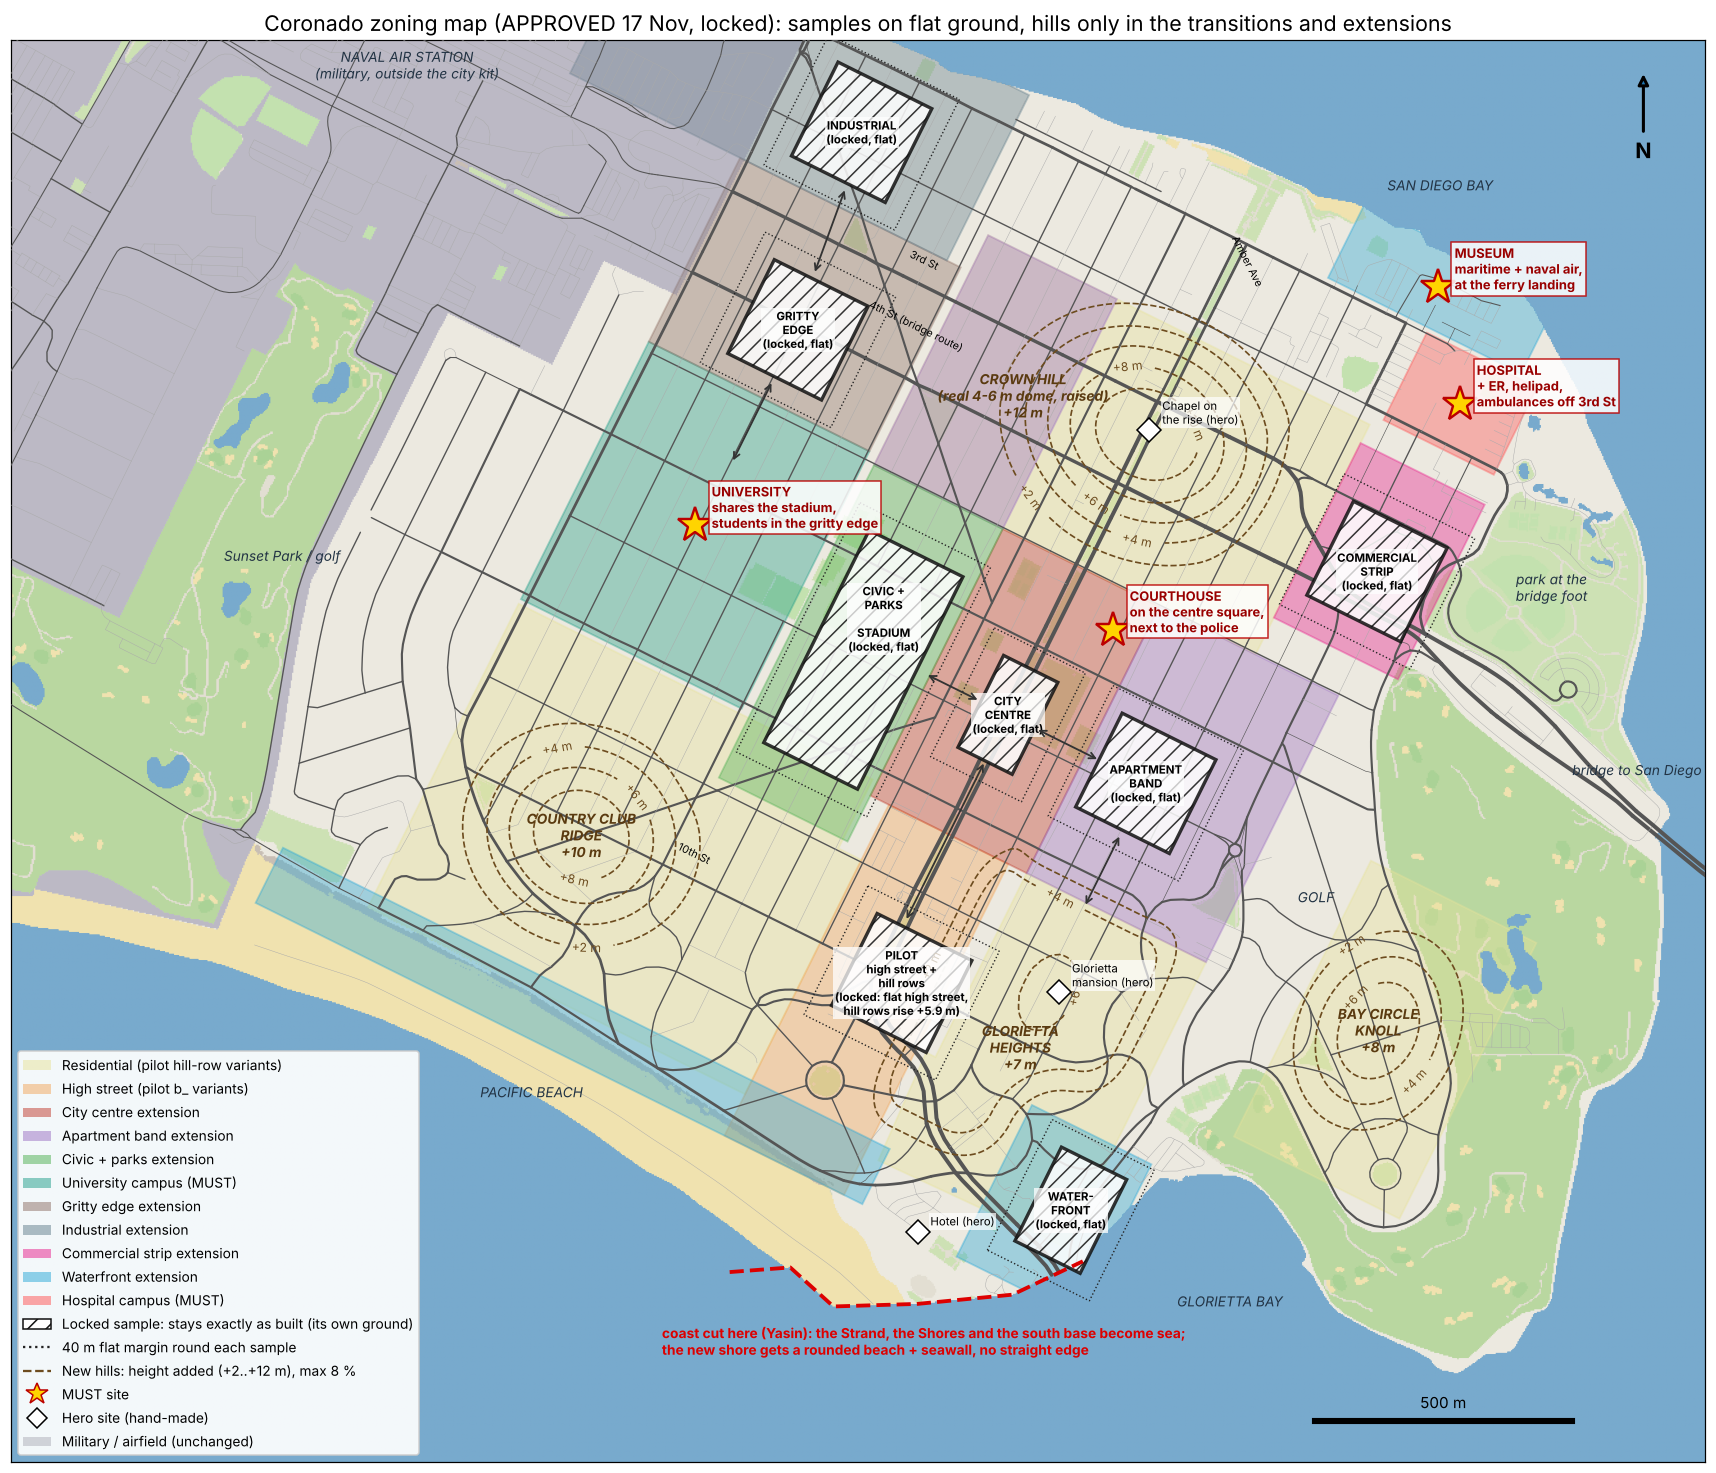 Coronado zoning map (APPROVED 17 Nov, locked): samples on flat ground, hills only in the transitions and extensions
NAVAL AIR STATION
(military, outside the city kit)
INDUSTRIAL
(locked, flat)
N
SAN DIEGO BAY
3rd St
Amber Ave
MUSEUM
maritime + naval air,
at the ferry landing
GRITTY
EDGE
(locked, flat)
4th St (bridge route)
CROWN HILL
(real 4-6 m dome, raised)
+12 m
+8 m
Chapel on
the rise (hero)
m
HOSPITAL
+ ER, helipad,
ambulances off 3rd St
+2 m
+6 m
+4 m
UNIVERSITY
shares the stadium,
students in the gritty edge
Sunset Park / golf
COMMERCIAL
STRIP
(locked, flat)
park at the
bridge foot
CIVIC +
PARKS
STADIUM
(locked, flat)
COURTHOUSE
on the centre square,
next to the police
CITY
CENTRE
(locked, flat)
APARTMENT
BAND
(locked, flat)
bridge to San Diego
+4 m
+6 m
COUNTRY CLUB
RIDGE
+10 m
+8 m
+2 m
10th St
+4 m
GOLF
PILOT
high street +
hill rows
(locked: flat high street,
hill rows rise +5.9 m)
Glorietta
mansion (hero)
GLORIETTA
HEIGHTS
+7 m
+2 m
+6 m
BAY CIRCLE
KNOLL
+8 m
+4 m
PACIFIC BEACH
WATER-
FRONT
(locked, flat)
Hotel (hero)
GLORIETTA BAY
coast cut here (Yasin): the Strand, the Shores and the south base become sea;
the new shore gets a rounded beach + seawall, no straight edge
500 m
Residential (pilot hill-row variants)
High street (pilot b_ variants)
City centre extension
Apartment band extension
Civic + parks extension
University campus (MUST)
Gritty edge extension
Industrial extension
Commercial strip extension
Waterfront extension
Hospital campus (MUST)
Locked sample: stays exactly as built (its own ground)
40 m flat margin round each sample
New hills: height added (+2..+12 m), max 8 %
MUST site
Hero site (hand-made)
Military / airfield (unchanged)